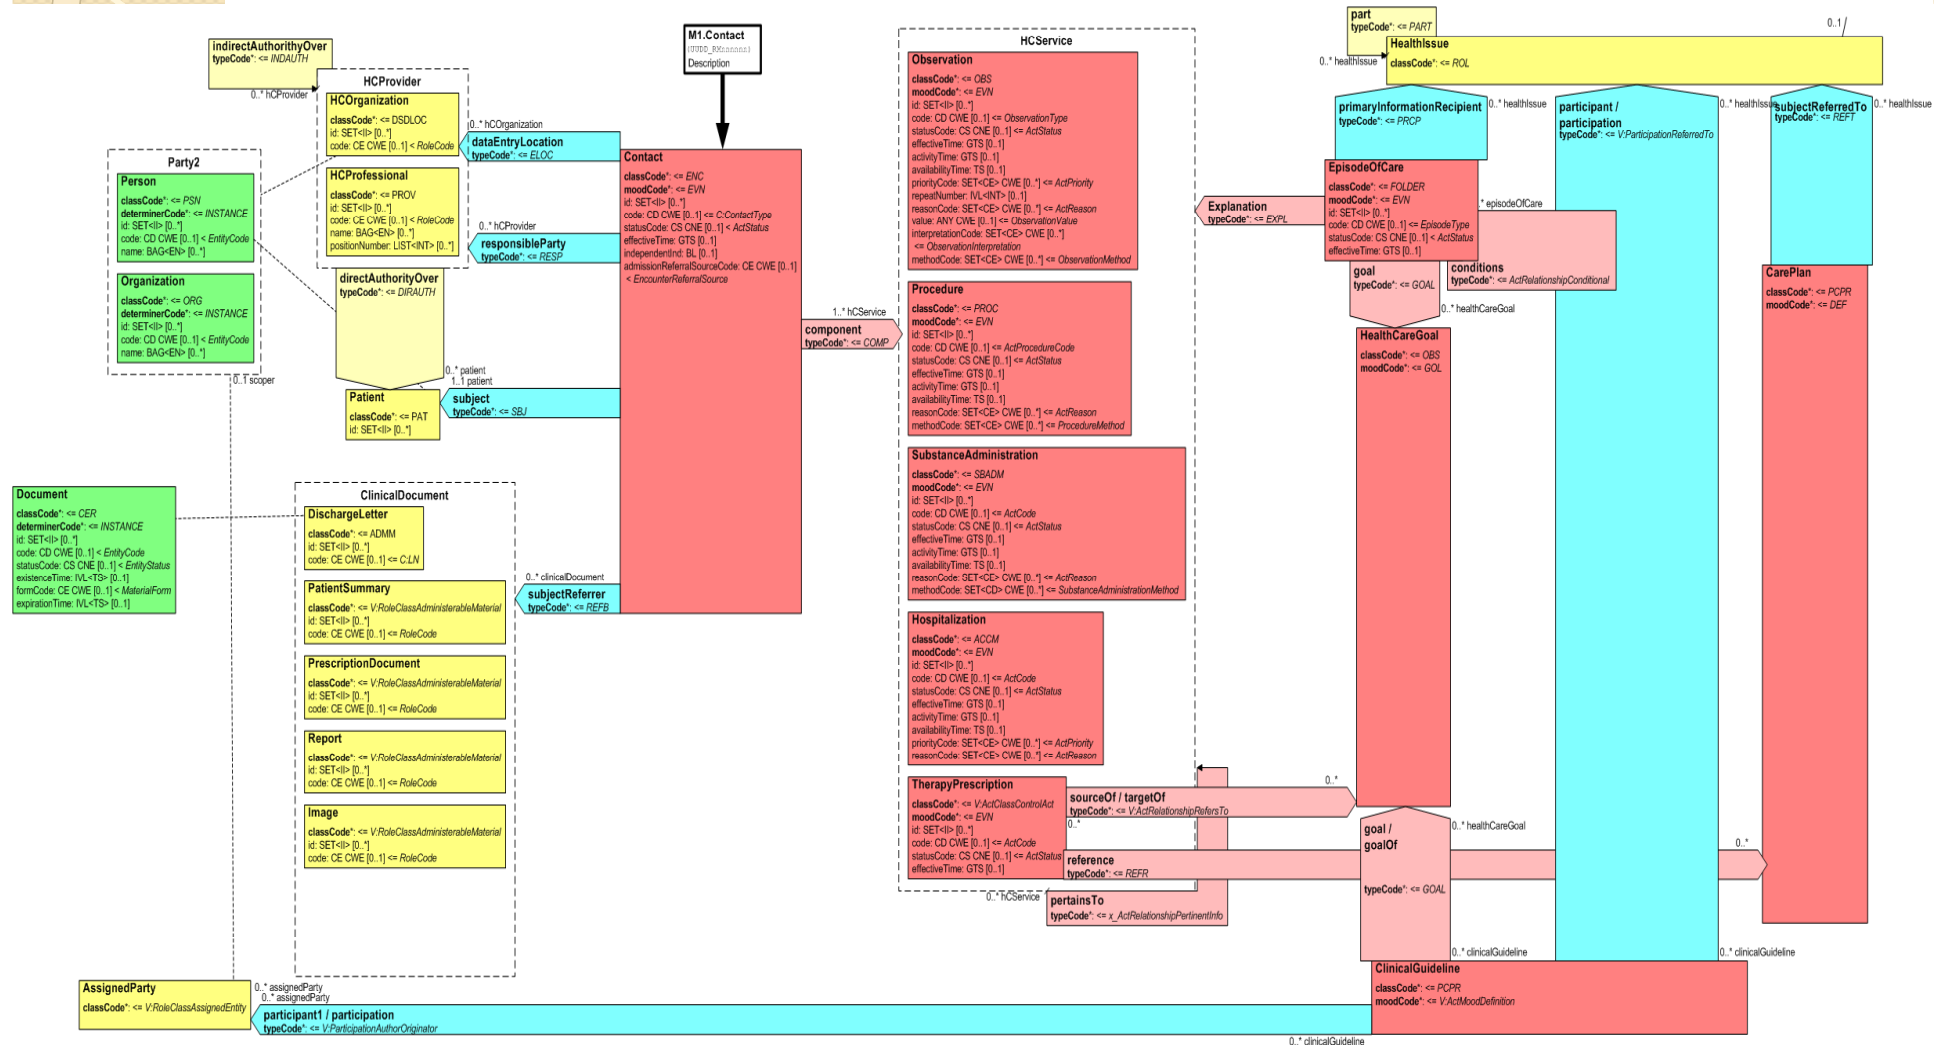 indirectAuthorithyOver
typeCode*: <= INDAUTH
0..* hCProvider
HCProvider
HCOrganization
classCode*: <= DSDLOC
id: SET<II> [0..*]
code: CE CWE [0..1] < RoleCode
HCProfessional
classCode*: <= PROV
id: SET<II> [0..*]
code: CE CWE [0..1] < RoleCode
name: BAG<EN> [0..*]
positionNumber: LIST<INT> [0..*]
Party2
Person
classCode*: <= PSN
determinerCode*: <= INSTANCE
id: SET<II> [0..*]
code: CD CWE [0..1] < EntityCode
name: BAG<EN> [0..*]
Organization
classCode*: <= ORG
determinerCode*: <= INSTANCE
id: SET<II> [0..*]
code: CD CWE [0..1] < EntityCode
name: BAG<EN> [0..*]
0..1 scoper
directAuthorityOver
typeCode*: <= DIRAUTH
0..* patient
1..1 patient
Patient
classCode*: <= PAT
id: SET<II> [0..*]
subject
typeCode*: <= SBJ
0..* hCOrganization
dataEntryLocation
typeCode*: <= ELOC
0..* hCProvider
responsibleParty
typeCode*: <= RESP
M1.Contact
Description
Contact
classCode*: <= ENC
moodCode*: <= EVN
id: SET<II> [0..*]
code: CD CWE [0..1] <= C:ContactType
statusCode: CS CNE [0..1] < ActStatus
effectiveTime: GTS [0..1]
independentInd: BL [0..1]
admissionReferralSourceCode: CE CWE [0..1]
< EncounterReferralSource
1..* hCService
component
typeCode*: <= COMP
Document
classCode*: <= CER
determinerCode*: <= INSTANCE
id: SET<II> [0..*]
code: CD CWE [0..1] < EntityCode
statusCode: CS CNE [0..1] < EntityStatus
existenceTime: IVL<TS> [0..1]
formCode: CE CWE [0..1] < MaterialForm
expirationTime: IVL<TS> [0..1]
ClinicalDocument
DischargeLetter
classCode*: <= ADMM
id: SET<II> [0..*]
code: CE CWE [0..1] <= C:LN
PatientSummary
classCode*: <= V:RoleClassAdministerableMaterial
id: SET<II> [0..*]
code: CE CWE [0..1] <= RoleCode
PrescriptionDocument
classCode*: <= V:RoleClassAdministerableMaterial
id: SET<II> [0..*]
code: CE CWE [0..1] <= RoleCode
Report
classCode*: <= V:RoleClassAdministerableMaterial
id: SET<II> [0..*]
code: CE CWE [0..1] <= RoleCode
Image
classCode*: <= V:RoleClassAdministerableMaterial
id: SET<II> [0..*]
code: CE CWE [0..1] <= RoleCode
0..* clinicalDocument
subjectReferrer
typeCode*: <= REFB
HCService
Observation
classCode*: <= OBS
moodCode*: <= EVN
id: SET<II> [0..*]
code: CD CWE [0..1] <= ObservationType
statusCode: CS CNE [0..1] <= ActStatus
effectiveTime: GTS [0..1]
activityTime: GTS [0..1]
availabilityTime: TS [0..1]
priorityCode: SET<CE> CWE [0..*] <= ActPriority
repeatNumber: IVL<INT> [0..1]
reasonCode: SET<CE> CWE [0..*] <= ActReason
value: ANY CWE [0..1] <= ObservationValue
interpretationCode: SET<CE> CWE [0..*]
<= ObservationInterpretation
methodCode: SET<CE> CWE [0..*] <= ObservationMethod
Procedure
classCode*: <= PROC
moodCode*: <= EVN
id: SET<II> [0..*]
code: CD CWE [0..1] <= ActProcedureCode
statusCode: CS CNE [0..1] <= ActStatus
effectiveTime: GTS [0..1]
activityTime: GTS [0..1]
availabilityTime: TS [0..1]
reasonCode: SET<CE> CWE [0..*] <= ActReason
methodCode: SET<CE> CWE [0..*] <= ProcedureMethod
SubstanceAdministration
classCode*: <= SBADM
moodCode*: <= EVN
id: SET<II> [0..*]
code: CD CWE [0..1] <= ActCode
statusCode: CS CNE [0..1] <= ActStatus
effectiveTime: GTS [0..1]
activityTime: GTS [0..1]
availabilityTime: TS [0..1]
reasonCode: SET<CE> CWE [0..*] <= ActReason
methodCode: SET<CD> CWE [0..*] <= SubstanceAdministrationMethod
Hospitalization
classCode*: <= ACCM
moodCode*: <= EVN
id: SET<II> [0..*]
code: CD CWE [0..1] <= ActCode
statusCode: CS CNE [0..1] <= ActStatus
effectiveTime: GTS [0..1]
activityTime: GTS [0..1]
availabilityTime: TS [0..1]
priorityCode: SET<CE> CWE [0..*] <= ActPriority
reasonCode: SET<CE> CWE [0..*] <= ActReason
TherapyPrescription
classCode*: <= V:ActClassControlAct
moodCode*: <= EVN
id: SET<II> [0..*]
code: CD CWE [0..1] <= ActCode
statusCode: CS CNE [0..1] <= ActStatus
effectiveTime: GTS [0..1]
0..*
sourceOf / targetOf
typeCode*: <= V:ActRelationshipRefersTo
0..*
reference
typeCode*: <= REFR
0..*
0..* hCService
pertainsTo
typeCode*: <= x_ActRelationshipPertinentInfo
part
typeCode*: <= PART
0..* healthIssue
0..1
HealthIssue
classCode*: <= ROL
primaryInformationRecipient
typeCode*: <= PRCP
0..* healthIssue
participant /
participation
typeCode*: <= V:ParticipationReferredTo
0..* healthIssue
subjectReferredTo
typeCode*: <= REFT
0..* healthIssue
Explanation
typeCode*: <= EXPL
EpisodeOfCare
classCode*: <= FOLDER
moodCode*: <= EVN
id: SET<II> [0..*]
code: CD CWE [0..1] <= EpisodeType
statusCode: CS CNE [0..1] < ActStatus
effectiveTime: GTS [0..1]
.* episodeOfCare
conditions
typeCode*: <= ActRelationshipConditional
goal
typeCode*: <= GOAL
0..* healthCareGoal
HealthCareGoal
classCode*: <= OBS
moodCode*: <= GOL
CarePlan
classCode*: <= PCPR
moodCode*: <= DEF
goal /
goalOf
typeCode*: <= GOAL
0..* healthCareGoal
0..* clinicalGuideline
0..* clinicalGuideline
ClinicalGuideline
classCode*: <= PCPR
moodCode*: <= V:ActMoodDefinition
AssignedParty
classCode*: <= V:RoleClassAssignedEntity
0..* assignedParty
0..* assignedParty
participant1 / participation
typeCode*: <= V:ParticipationAuthorOriginator
0..* clinicalGuideline